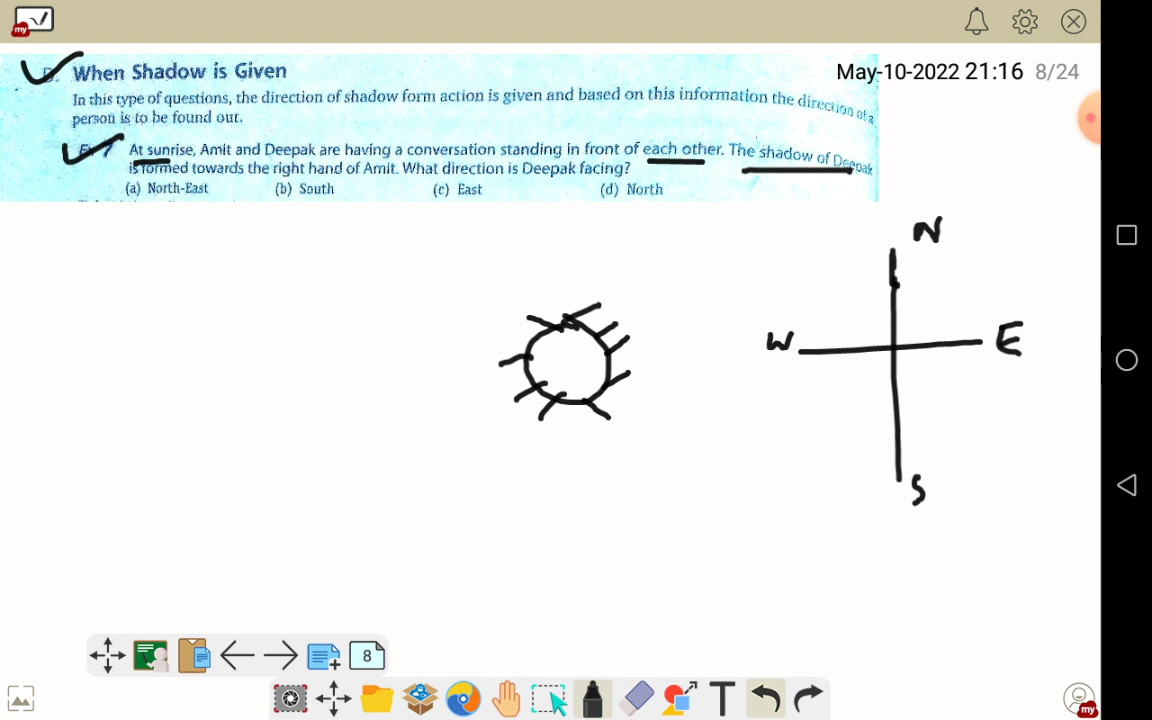 my
May-10-2022 21:16 8/24
When Shadow is Given
In this type of questions, the direction of shadow form action is given and based on this information the direction of a
person is to be found out.
At sunrise, Amit and Deepak are having a conversation standing in front of each other. The shadow of Deepak
is formed towards the right hand of Amit. What direction is Deepak facing?
(a) North-East (b) South (c) East (d) North
N
W E
S
8
T
my